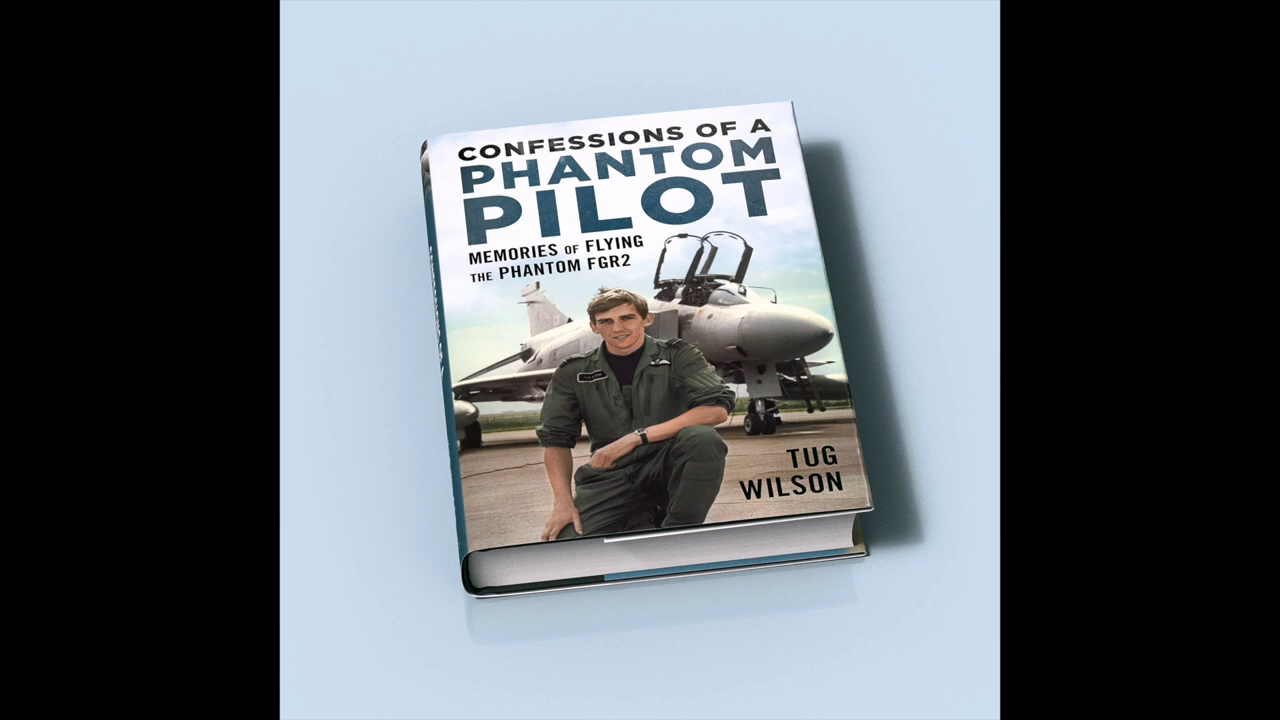 CONFESSIONS OF A
PHANTOM
PILOT
MEMORIES OF FLYING
THE PHANTOM FGR2
TUG
WILSON